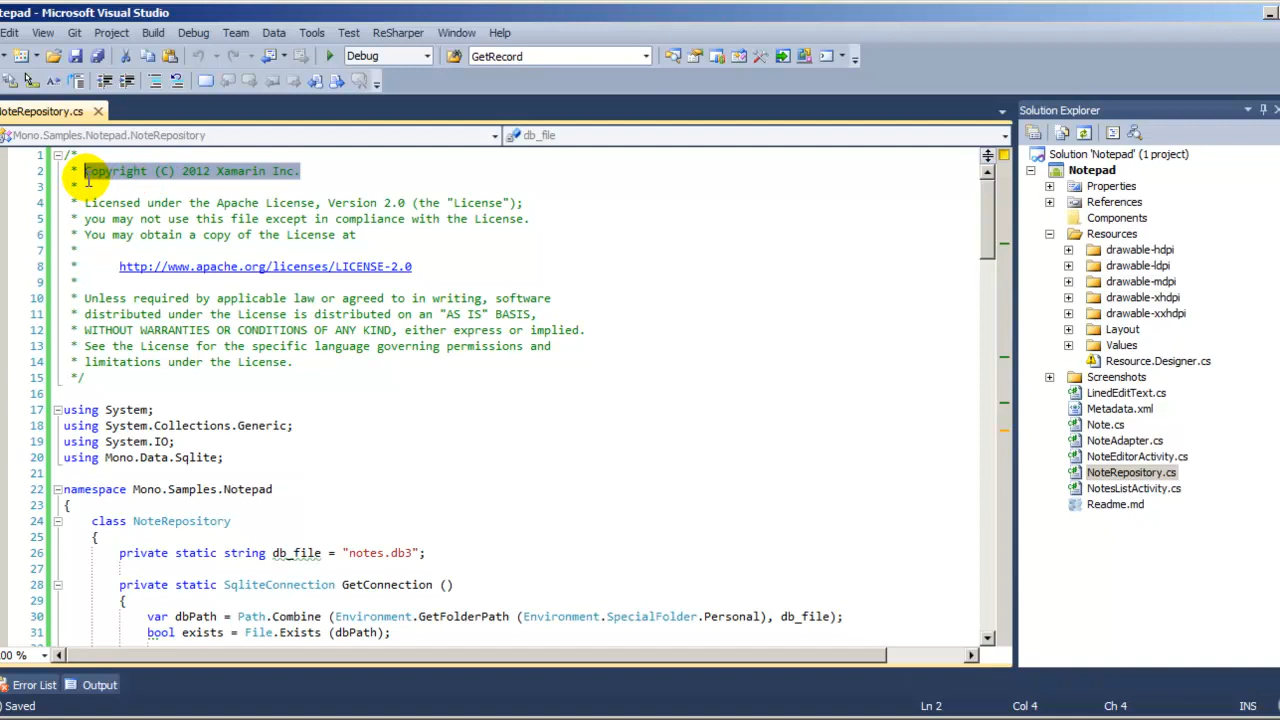 otepad - Microsoft Visual Studio
Edit View Git Project Build Debug Team Data Tools Test ReSharper Window Help
Debug GetRecord
oteRepository.cs
Mono.Samples.Notepad.NoteRepository db_file
1 /*
2 * Copyright (C) 2012 Xamarin Inc.
3 *
4 * Licensed under the Apache License, Version 2.0 (the "License");
5 * you may not use this file except in compliance with the License.
6 * You may obtain a copy of the License at
7 *
8 * http://www.apache.org/licenses/LICENSE-2.0
9 *
10 * Unless required by applicable law or agreed to in writing, software
11 * distributed under the License is distributed on an "AS IS" BASIS,
12 * WITHOUT WARRANTIES OR CONDITIONS OF ANY KIND, either express or implied.
13 * See the License for the specific language governing permissions and
14 * limitations under the License.
15 */
16
17 using System;
18 using System.Collections.Generic;
19 using System.IO;
20 using Mono.Data.Sqlite;
21
22 namespace Mono.Samples.Notepad
23 {
24 class NoteRepository
25 {
26 private static string db_file = "notes.db3";
27
28 private static SqliteConnection GetConnection ()
29 {
30 var dbPath = Path.Combine (Environment.GetFolderPath (Environment.SpecialFolder.Personal), db_file);
31 bool exists = File.Exists (dbPath);
00 %
Solution Explorer
Solution 'Notepad' (1 project)
Notepad
Properties
References
Components
Resources
drawable-hdpi
drawable-ldpi
drawable-mdpi
drawable-xhdpi
drawable-xxhdpi
Layout
Values
Resource.Designer.cs
Screenshots
LinedEditText.cs
Metadata.xml
Note.cs
NoteAdapter.cs
NoteEditorActivity.cs
NoteRepository.cs
NotesListActivity.cs
Readme.md
Error List Output
Saved Ln 2 Col 4 Ch 4 INS